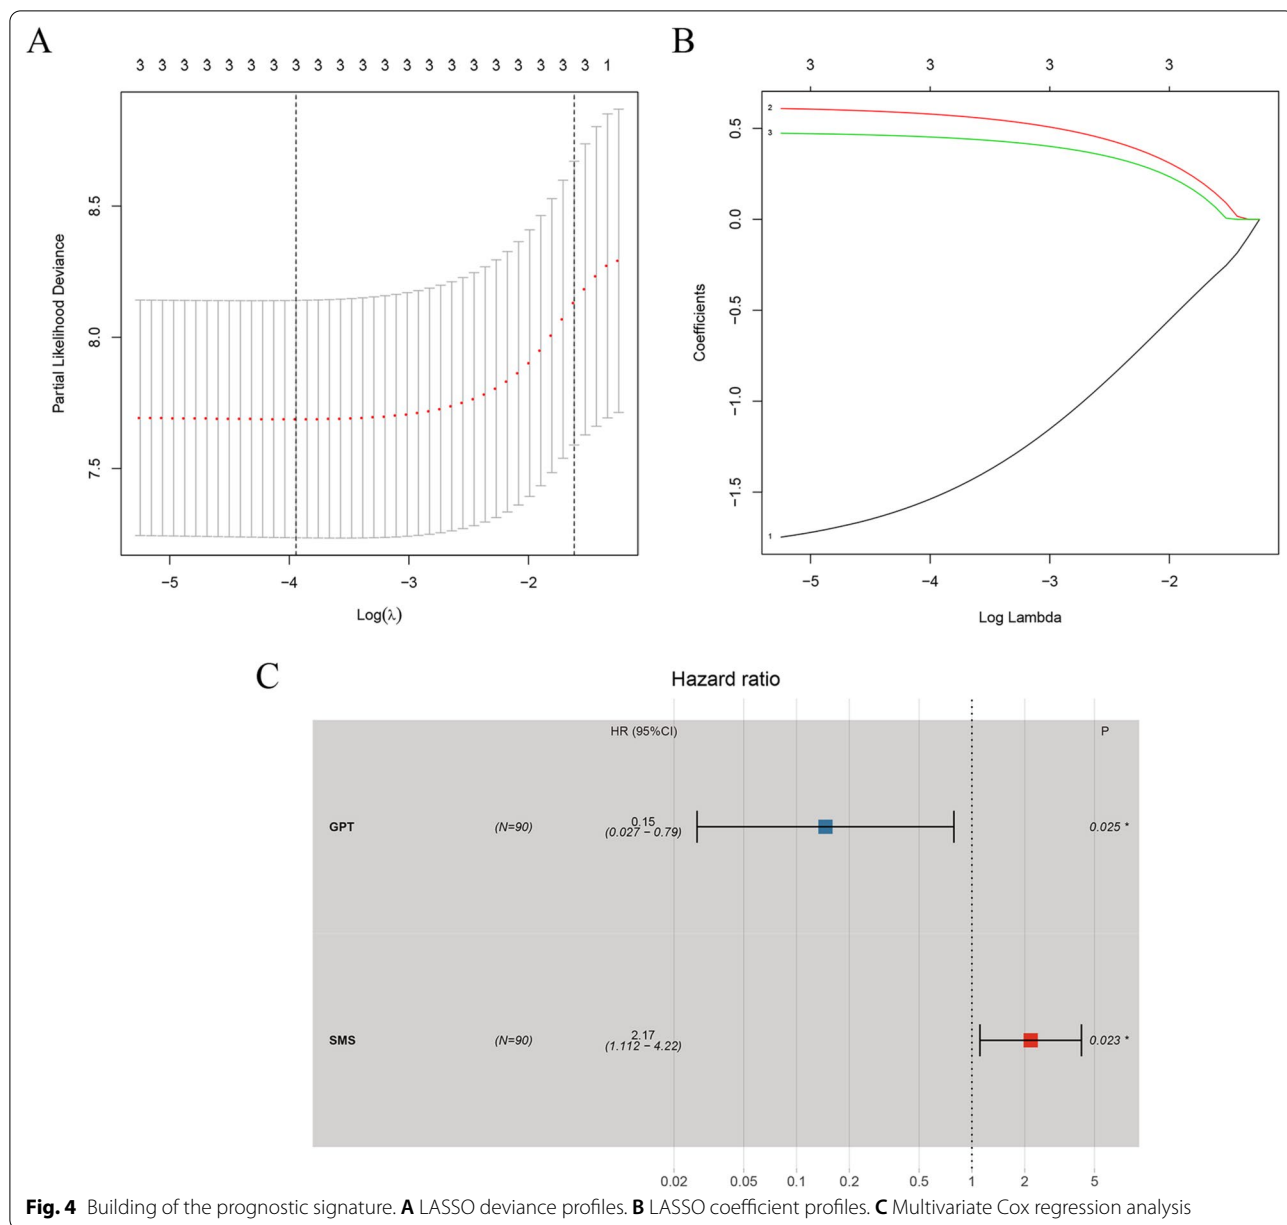 A
3 3 3 3 3 3 3 3 3 3 3 3 3 3 3 3 3 3 3 3 3 1
Partial Likelihood Deviance
8.5
8.0
7.5
−5 −4 −3 −2
Log(λ)
B
3 3 3 3
Coefficients
0.5
0.0
−0.5
−1.0
−1.5
2
3
1
−5 −4 −3 −2
Log Lambda
C
Hazard ratio
HR (95%CI) P
GPT (N=90) 0.15 0.025 *
(0.027 − 0.79)
SMS (N=90) 2.17 0.023 *
(1.112 − 4.22)
0.02 0.05 0.1 0.2 0.5 1 2 5
Fig. 4 Building of the prognostic signature. A LASSO deviance profiles. B LASSO coefficient profiles. C Multivariate Cox regression analysis